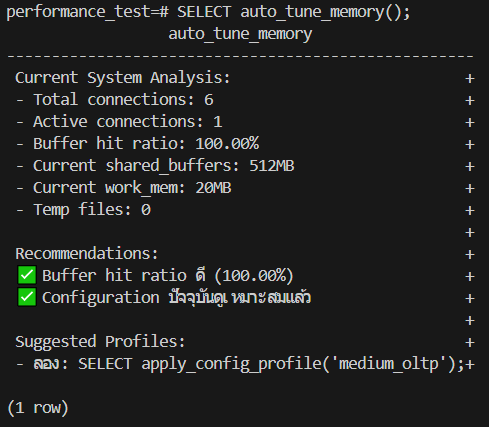 performance_test=# SELECT auto_tune_memory();
auto_tune_memory
----------------------------------------------------
Current System Analysis: +
- Total connections: 6 +
- Active connections: 1 +
- Buffer hit ratio: 100.00% +
- Current shared_buffers: 512MB +
- Current work_mem: 20MB +
- Temp files: 0 +
+
Recommendations: +
✅ Buffer hit ratio ดี (100.00%) +
✅ Configuration ปัจจุบันดูเหมาะสมแล้ว +
+
Suggested Profiles: +
- ลอง: SELECT apply_config_profile('medium_oltp');+

(1 row)